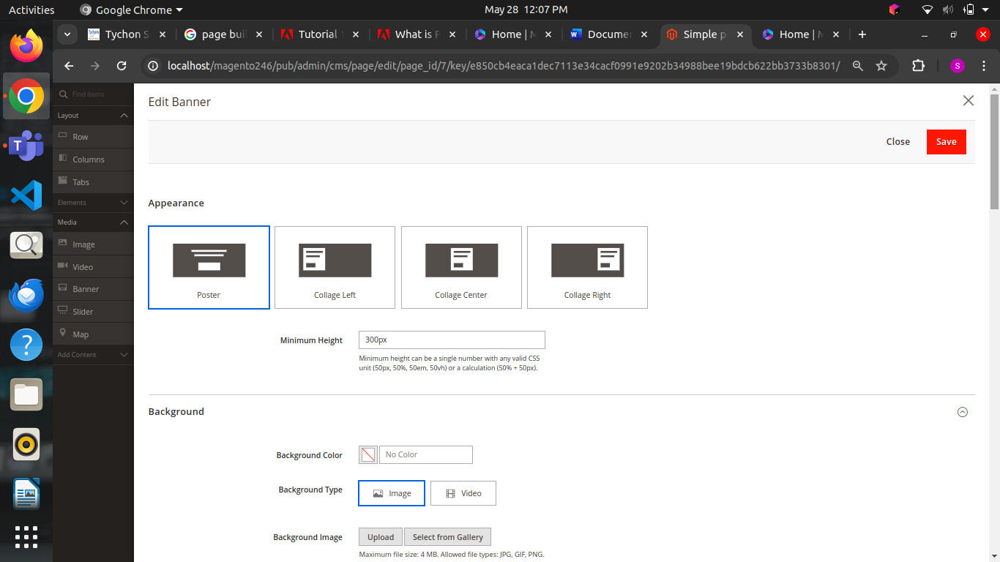 Activities
Google Chrome
May 28 12:07 PM
Tychon S
page bui
Tutorial
What is
Home | M
Docume
Simple p
Home | M
localhost/magento246/pub/admin/cms/page/edit/page_id/7/key/e850cb4eaca1dec7113e34cacf0991e9202b34988bee19bdcb622bb3733b8301/
S
Find items
Layout
Row
Columns
Tabs
Elements
Media
Image
Video
Banner
Slider
Map
Add Content
Edit Banner
Close
Save
Appearance
Poster
Collage Left
Collage Center
Collage Right
Minimum Height
300px
Minimum height can be a single number with any valid CSS
unit (50px, 50%, 50em, 50vh) or a calculation (50% + 50px).
Background
Background Color
No Color
Background Type
Image
Video
Background Image
Upload
Select from Gallery
Maximum file size: 4 MB. Allowed file types: JPG, GIF, PNG.